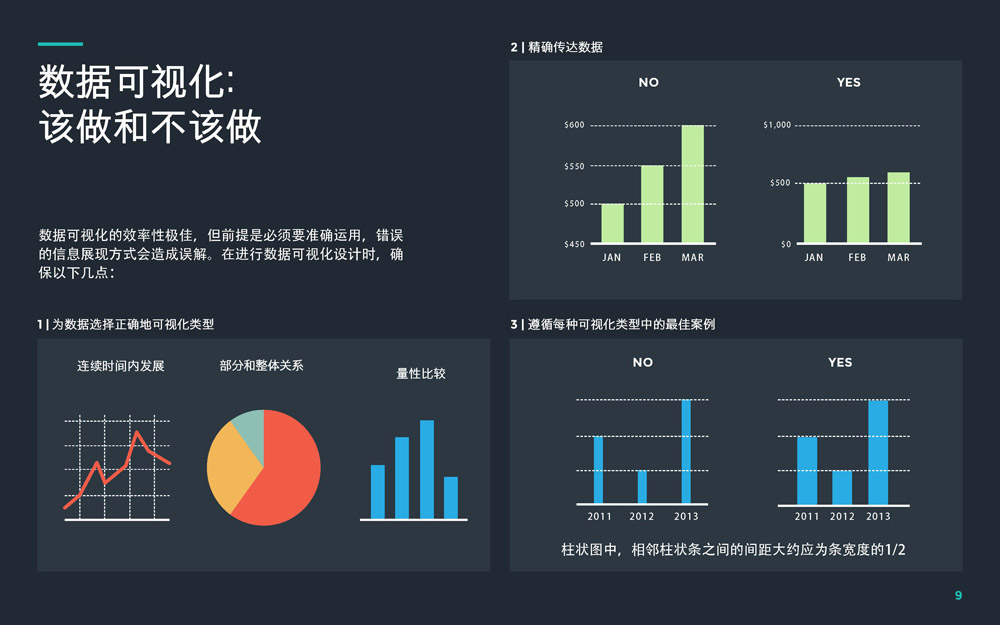 数据可视化:
该做和不该做
数据可视化的效率性极佳，但前提是必须要准确运用，错误
的信息展现方式会造成误解。在进行数据可视化设计时，确
保以下几点：
1 | 为数据选择正确地可视化类型
连续时间内发展
部分和整体关系
量性比较
2 | 精确传达数据
NO
$600
$550
$500
$450
JAN FEB MAR
YES
$1,000
$500
$0
JAN FEB MAR
3 | 遵循每种可视化类型中的最佳案例
NO
2011 2012 2013
YES
2011 2012 2013
柱状图中，相邻柱状条之间的间距大约应为条宽度的1/2
9